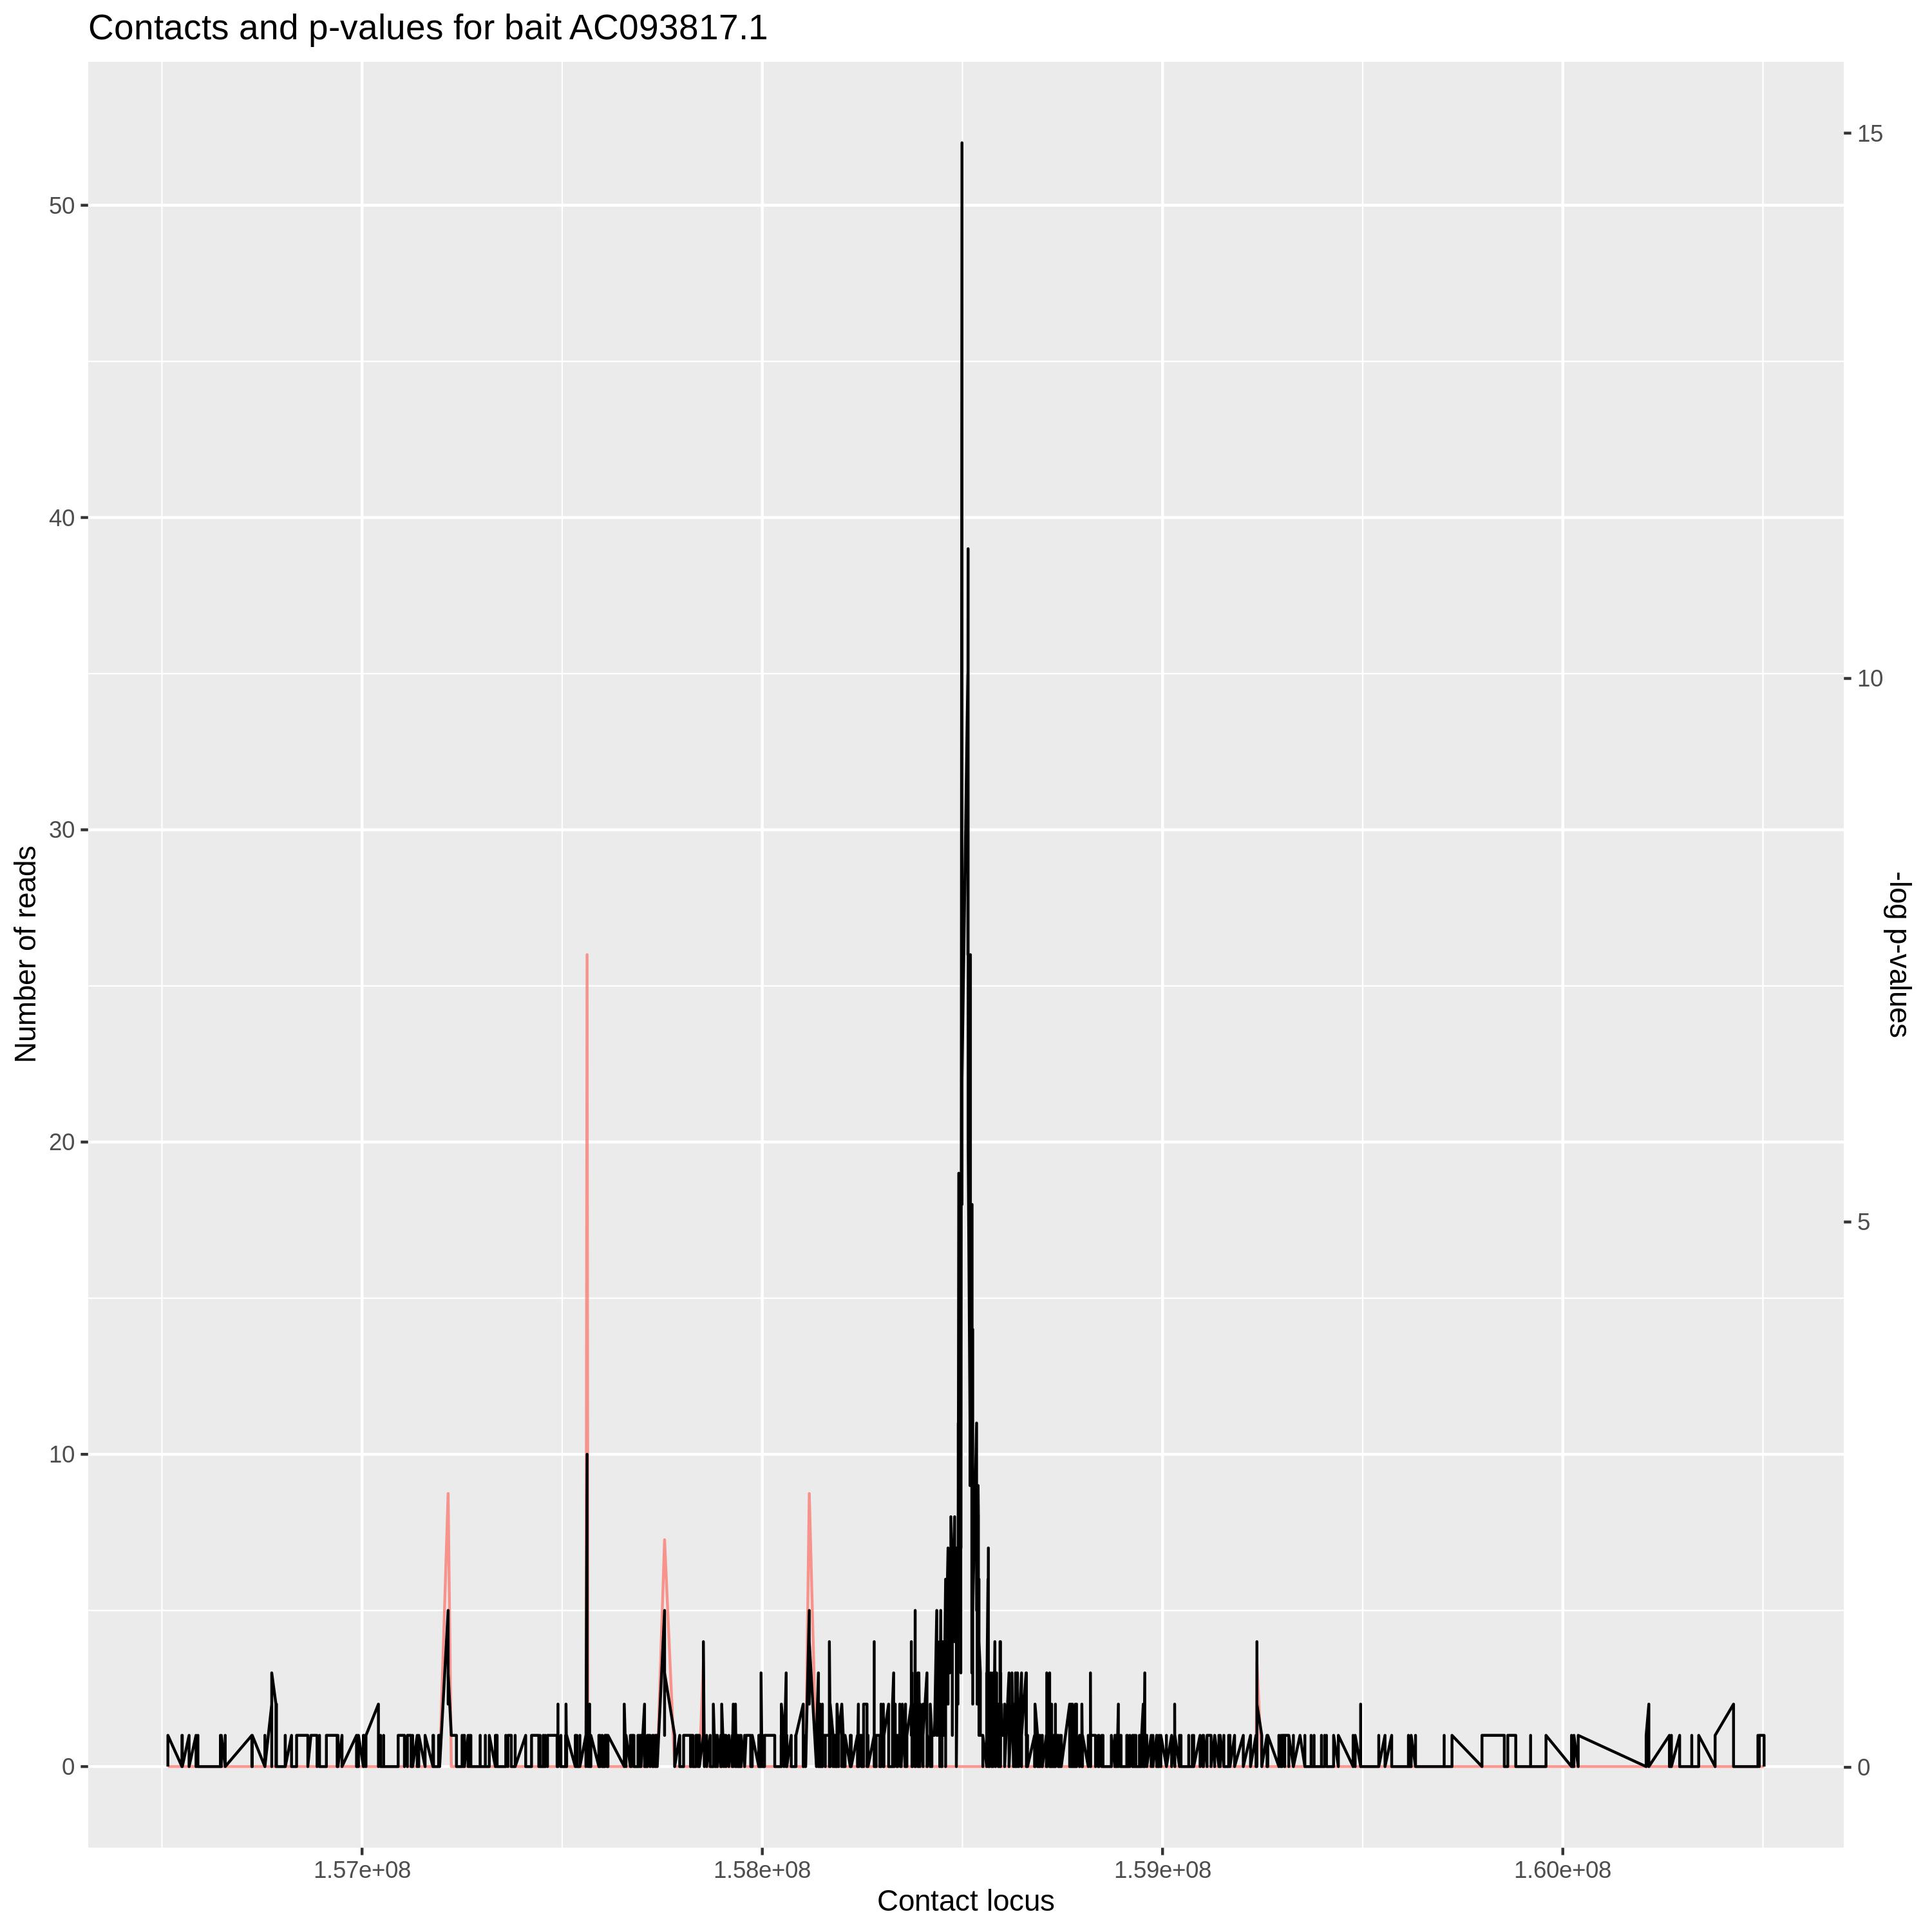 Contacts and p-values for bait AC093817.1
Number of reads
50
40
30
20
10
0
15
10
5
0
-log p-values
1.57e+08
1.58e+08
1.59e+08
1.60e+08
Contact locus